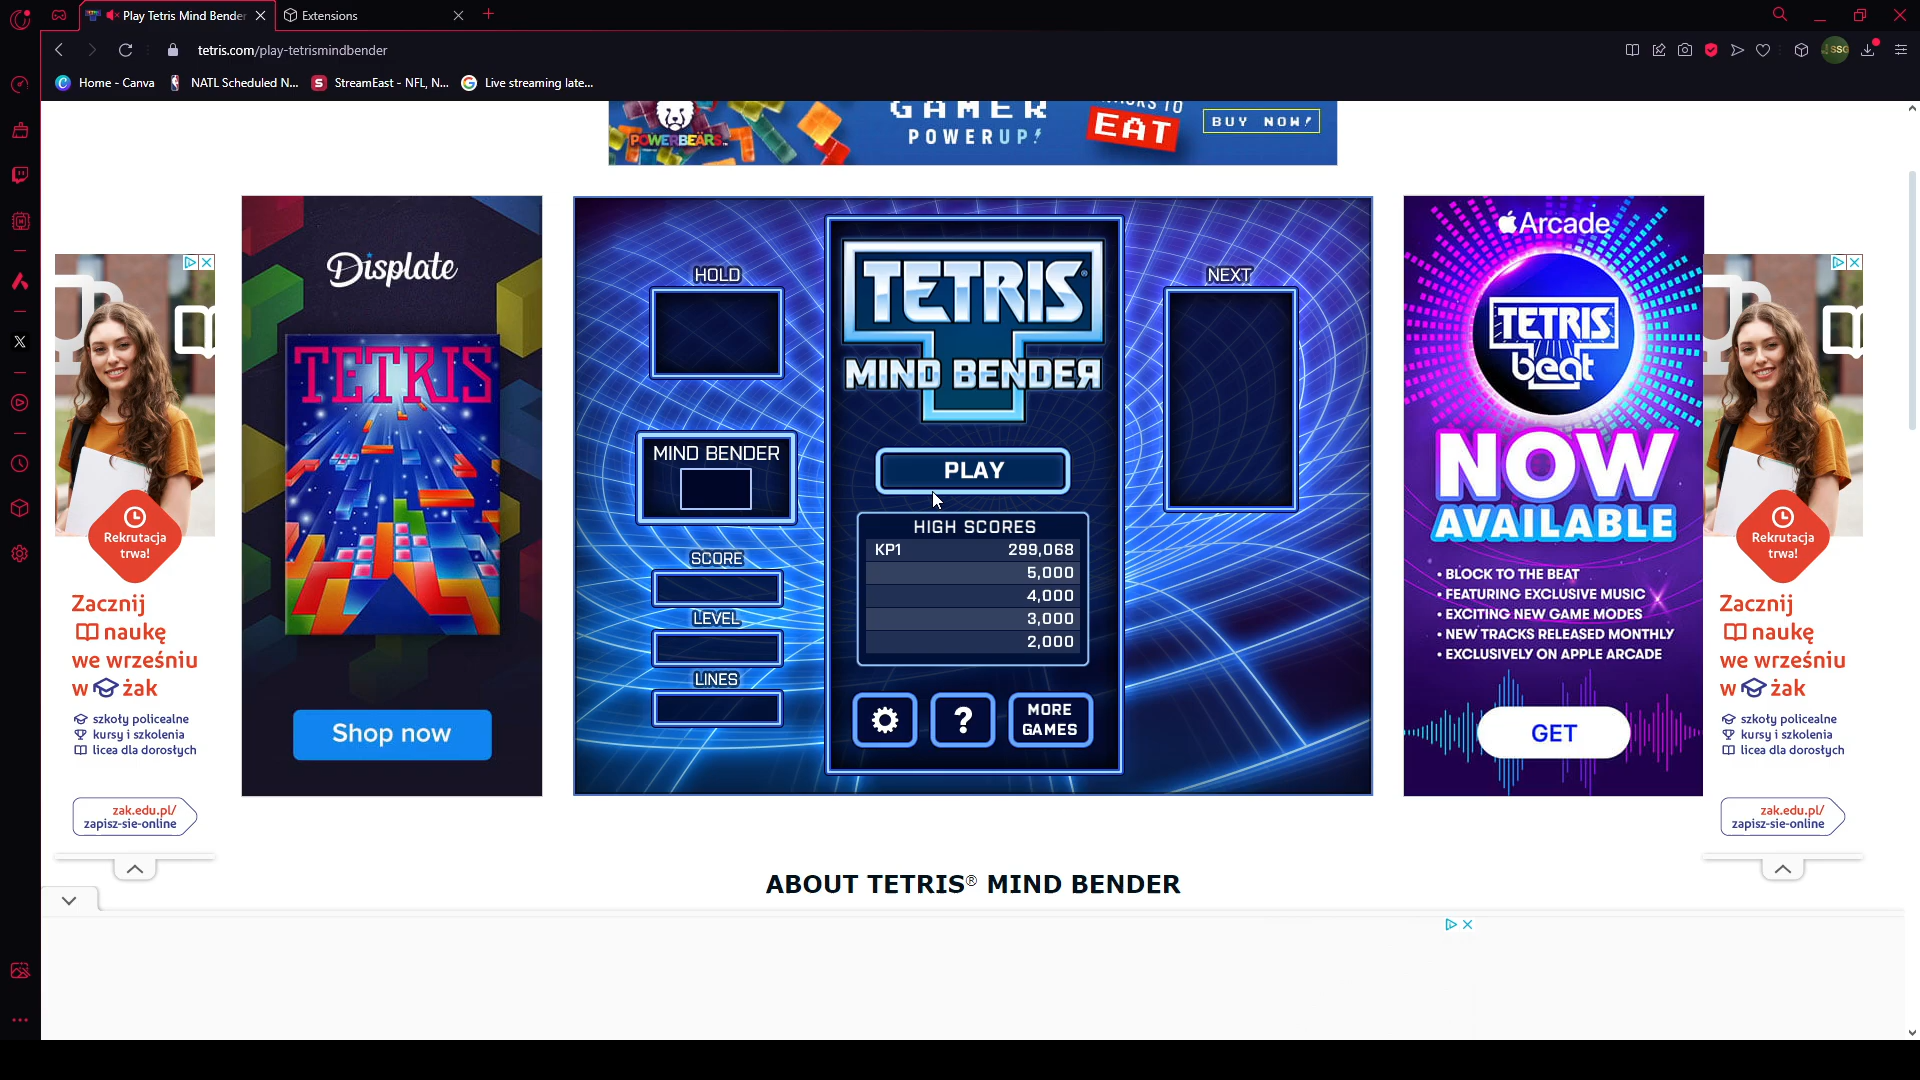 Play Tetris Mind Bender
Extensions
tetris.com/play-tetrismindbender
SSG
Home - Canva
NATL Scheduled N...
StreamEast - NFL, N...
Live streaming late...
POWERBEARS
GAMER
POWERUP!
EAT
BUY NOW!
Displate
TETRIS
Shop now
Rekrutacja
trwa!
Zacznij
naukę
we wrześniu
w żak
szkoły policealne
kursy i szkolenia
licea dla dorosłych
zak.edu.pl/
zapisz-sie-online
HOLD
MIND BENDER
SCORE
LEVEL
LINES
TETRIS®
MIND BENDER
PLAY
HIGH SCORES
KP1 299,068
5,000
4,000
3,000
2,000
?
MORE
GAMES
NEXT
Arcade
TETRIS
beat
NOW
AVAILABLE
• BLOCK TO THE BEAT
• FEATURING EXCLUSIVE MUSIC
• EXCITING NEW GAME MODES
• NEW TRACKS RELEASED MONTHLY
• EXCLUSIVELY ON APPLE ARCADE
GET
Rekrutacja
trwa!
Zacznij
naukę
we wrześniu
w żak
szkoły policealne
kursy i szkolenia
licea dla dorosłych
zak.edu.pl/
zapisz-sie-online
ABOUT TETRIS® MIND BENDER